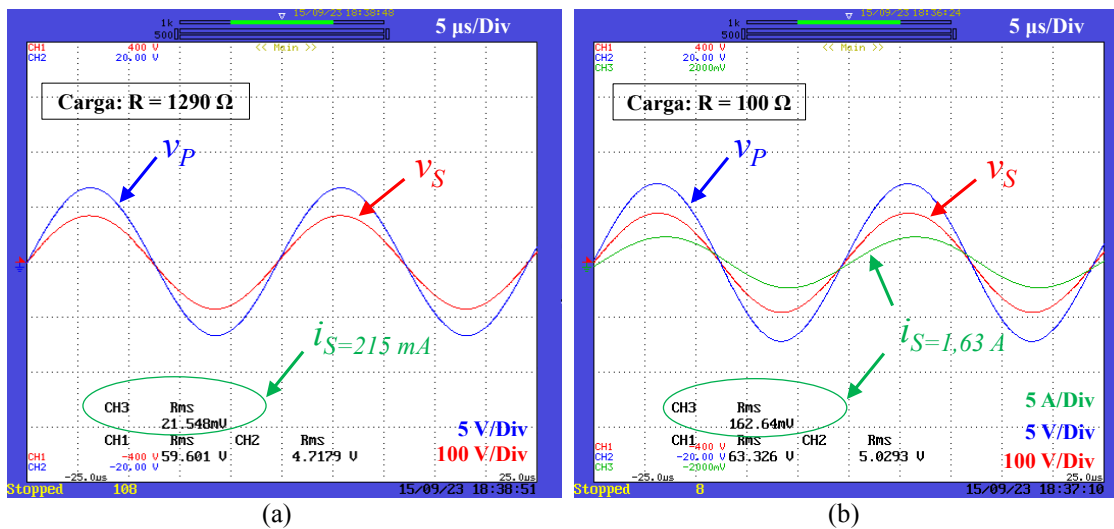 15/09/23 18:38:48
1k
500
5 µs/Div
CH1 400 V
CH2 20.00 V
<< Main >>
Carga: R = 1290 Ω
vP
vS
iS=215 mA
CH3 Rms
21.548mV
CH1 Rms CH2 Rms
59.601 V 4.7179 V
5 V/Div
100 V/Div
CH1 -400 V
CH2 -20.00 V
-25.0us
25.0us
Stopped 108
15/09/23 18:38:51
(a)
15/09/23 18:36:24
1k
500
5 µs/Div
CH1 400 V
CH2 20.00 V
CH3 2000mV
<< Main >>
Carga: R = 100 Ω
vP
vS
iS=1,63 A
CH3 Rms
162.64mV
CH1 Rms CH2 Rms
63.326 V 5.0293 V
5 A/Div
5 V/Div
100 V/Div
CH1 -400 V
CH2 -20.00 V
CH3 -2000mV
-25.0us
25.0us
Stopped 8
15/09/23 18:37:10
(b)